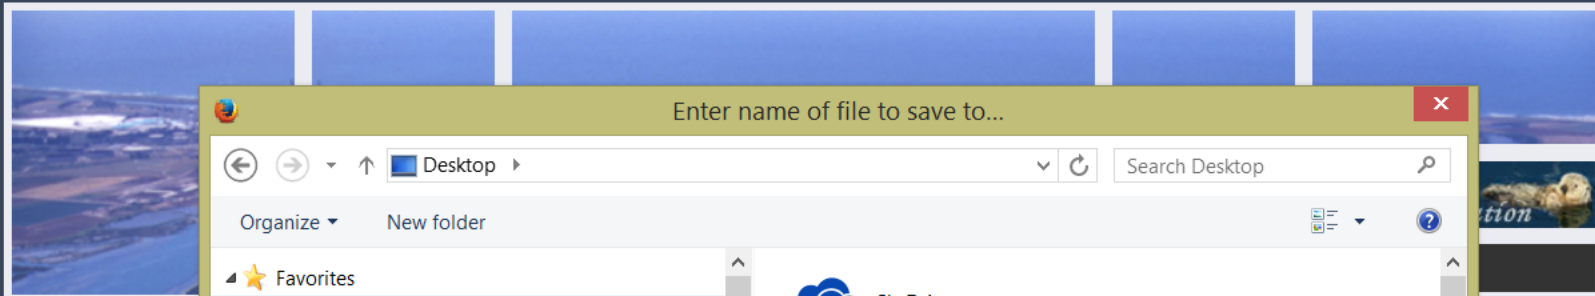 Enter name of file to save to...
Desktop
Search Desktop
Organize
New folder
Favorites